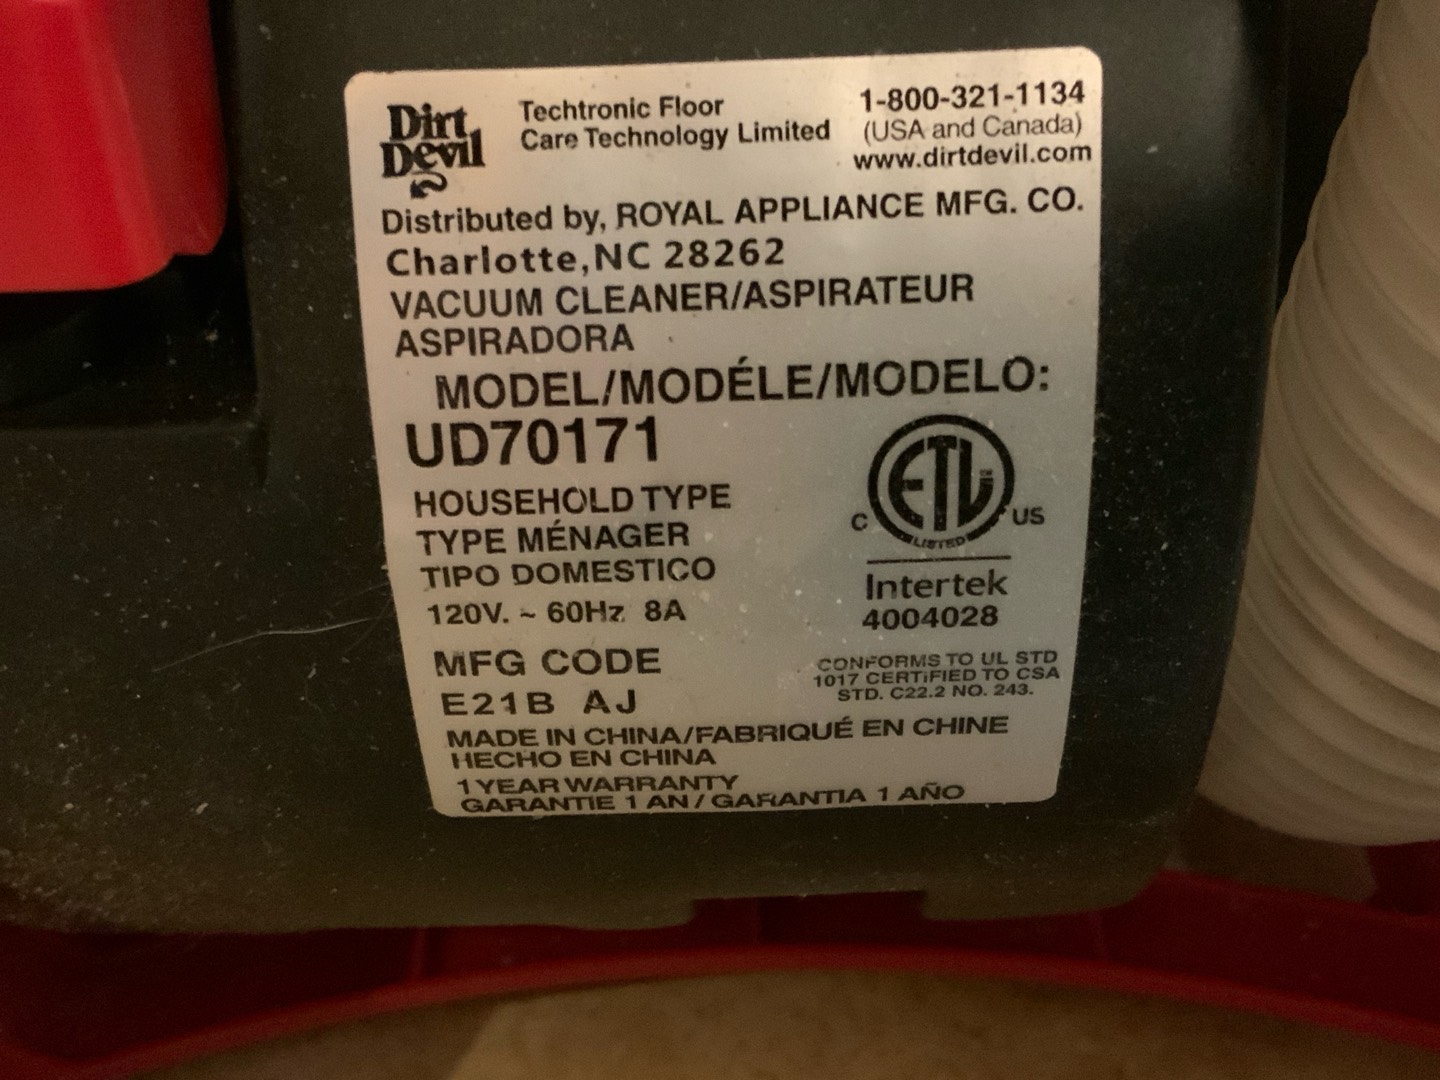 Dirt
Devil
Techtronic Floor
Care Technology Limited
1-800-321-1134
(USA and Canada)
www.dirtdevil.com
Distributed by, ROYAL APPLIANCE MFG. CO.
Charlotte, NC 28262
VACUUM CLEANER/ASPIRATEUR
ASPIRADORA
MODEL/MODÉLE/MODELO:
UD70171
HOUSEHOLD TYPE
TYPE MÉNAGER
TIPO DOMESTICO
120V. ~ 60Hz 8A
MFG CODE
E21B AJ
C ETL US
LISTED
Intertek
4004028
CONFORMS TO UL STD
1017 CERTIFIED TO CSA
STD. C22.2 NO. 243.
MADE IN CHINA/FABRIQUÉ EN CHINE
HECHO EN CHINA
1 YEAR WARRANTY
GARANTIE 1 AN / GARANTIA 1 AÑO